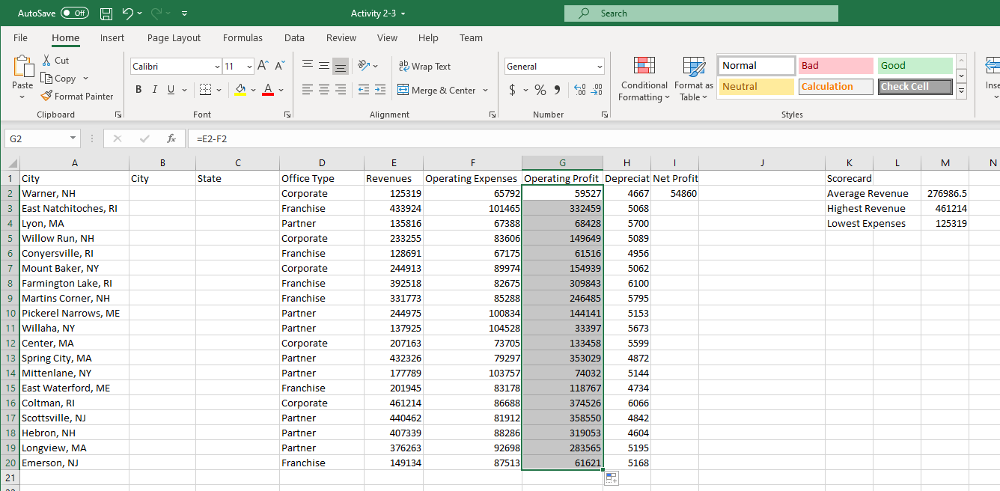 AutoSave Off Activity 2-3 Search
File Home Insert Page Layout Formulas Data Review View Help Team
Paste Cut Copy Format Painter Clipboard
Calibri 11 A A B I U A Font
ab Wrap Text Merge & Center Alignment
General $ % , Number
Conditional Formatting Format as Table Normal Bad Good Neutral Calculation Check Cell Styles
Inse
G2 fx =E2-F2
A B C D E F G H I J K L M N
1 City City State Office Type Revenues Operating Expenses Operating Profit Depreciat Net Profit Scorecard
2 Warner, NH Corporate 125319 65792 59527 4667 54860 Average Revenue 276986.5
3 East Natchitoches, RI Franchise 433924 101465 332459 5068 Highest Revenue 461214
4 Lyon, MA Partner 135816 67388 68428 5700 Lowest Expenses 125319
5 Willow Run, NH Corporate 233255 83606 149649 5089
6 Conyersville, RI Franchise 128691 67175 61516 4956
7 Mount Baker, NY Corporate 244913 89974 154939 5062
8 Farmington Lake, RI Franchise 392518 82675 309843 6100
9 Martins Corner, NH Franchise 331773 85288 246485 5795
10 Pickerel Narrows, ME Partner 244975 100834 144141 5153
11 Willaha, NY Partner 137925 104528 33397 5673
12 Center, MA Corporate 207163 73705 133458 5599
13 Spring City, MA Partner 432326 79297 353029 4872
14 Mittenlane, NY Partner 177789 103757 74032 5144
15 East Waterford, ME Franchise 201945 83178 118767 4734
16 Coltman, RI Corporate 461214 86688 374526 6066
17 Scottsville, NJ Partner 440462 81912 358550 4842
18 Hebron, NH Partner 407339 88286 319053 4604
19 Longview, MA Partner 376263 92698 283565 5195
20 Emerson, NJ Franchise 149134 87513 61621 5168
21